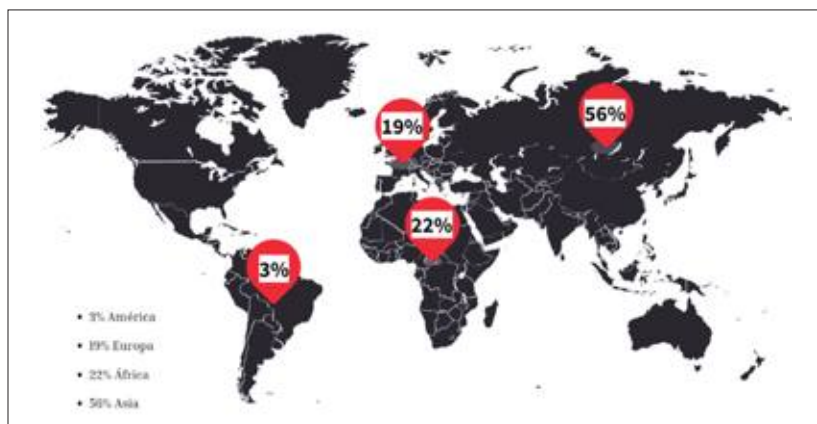 56%
19%
22%
3%
• 3% América
• 19% Europa
• 22% África
• 56% Asia